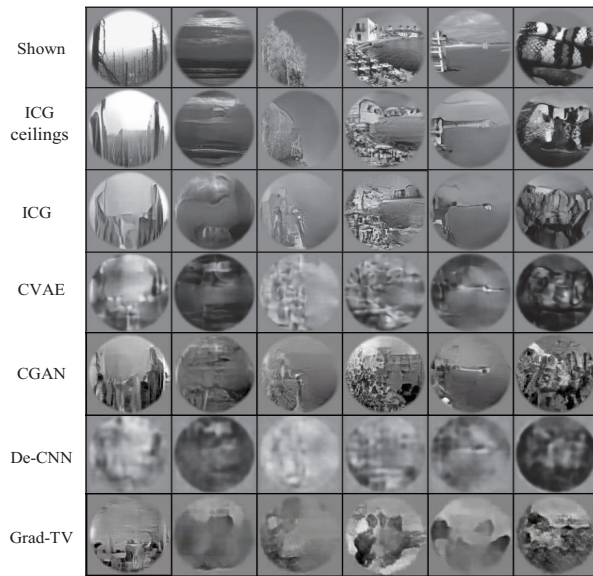 Shown
ICG
ceilings
ICG
CVAE
CGAN
De-CNN
Grad-TV